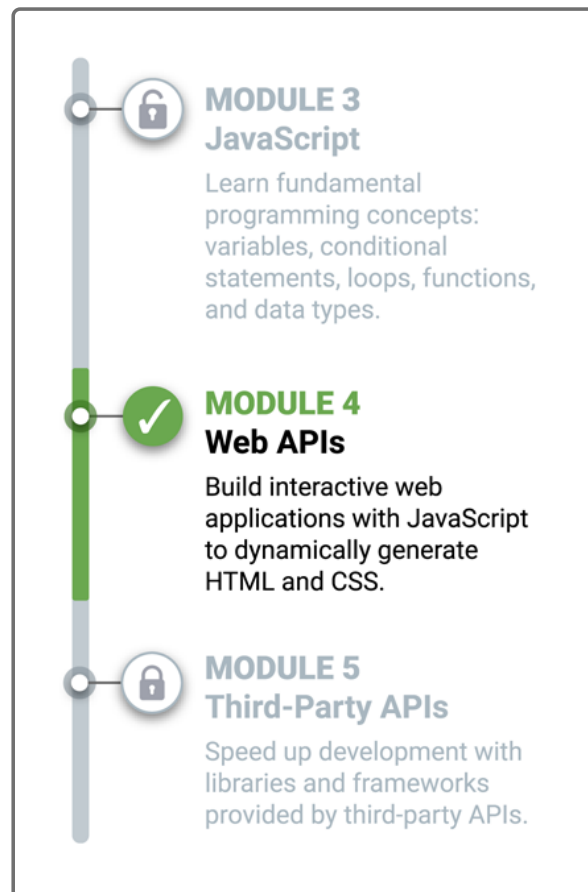 MODULE 3
JavaScript
Learn fundamental
programming concepts:
variables, conditional
statements, loops, functions,
and data types.
MODULE 4
Web APIs
Build interactive web
applications with JavaScript
to dynamically generate
HTML and CSS.
MODULE 5
Third-Party APIs
Speed up development with
libraries and frameworks
provided by third-party APIs.